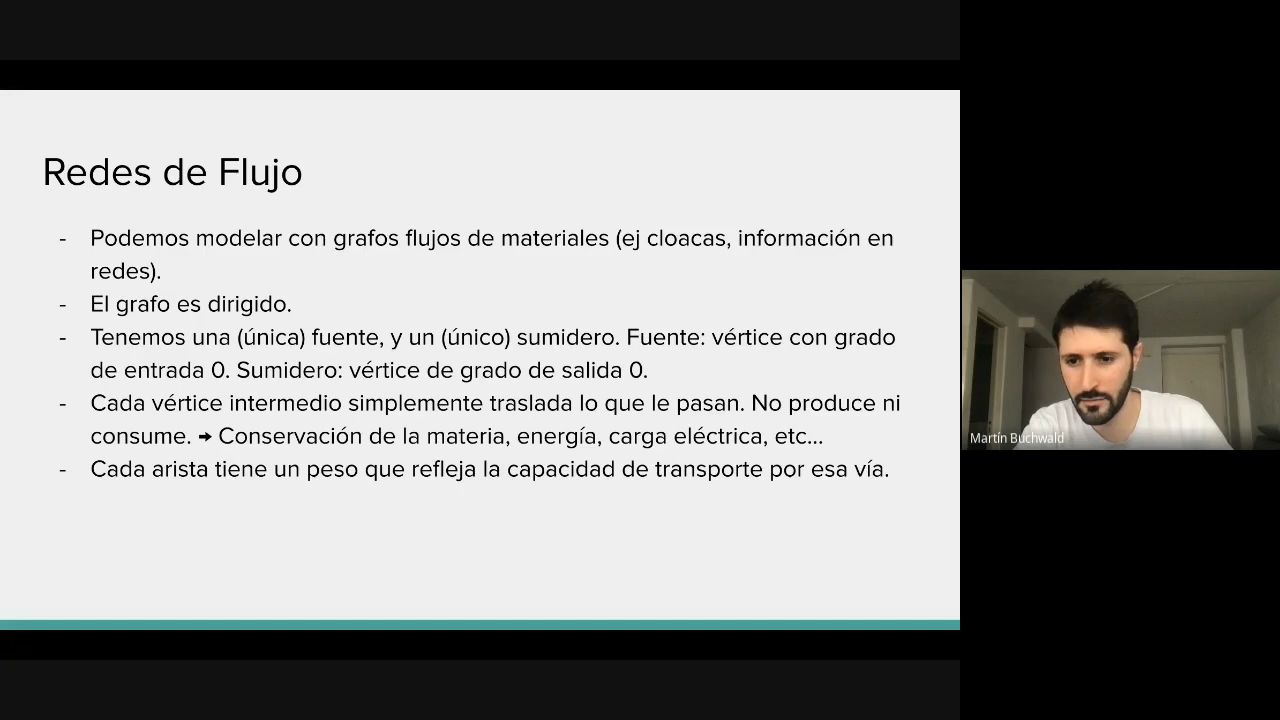 Redes de Flujo
- Podemos modelar con grafos flujos de materiales (ej cloacas, información en
redes).
- El grafo es dirigido.
- Tenemos una (única) fuente, y un (único) sumidero. Fuente: vértice con grado
de entrada 0. Sumidero: vértice de grado de salida 0.
- Cada vértice intermedio simplemente traslada lo que le pasan. No produce ni
consume. → Conservación de la materia, energía, carga eléctrica, etc...
- Cada arista tiene un peso que refleja la capacidad de transporte por esa vía.
Martín Buchwald